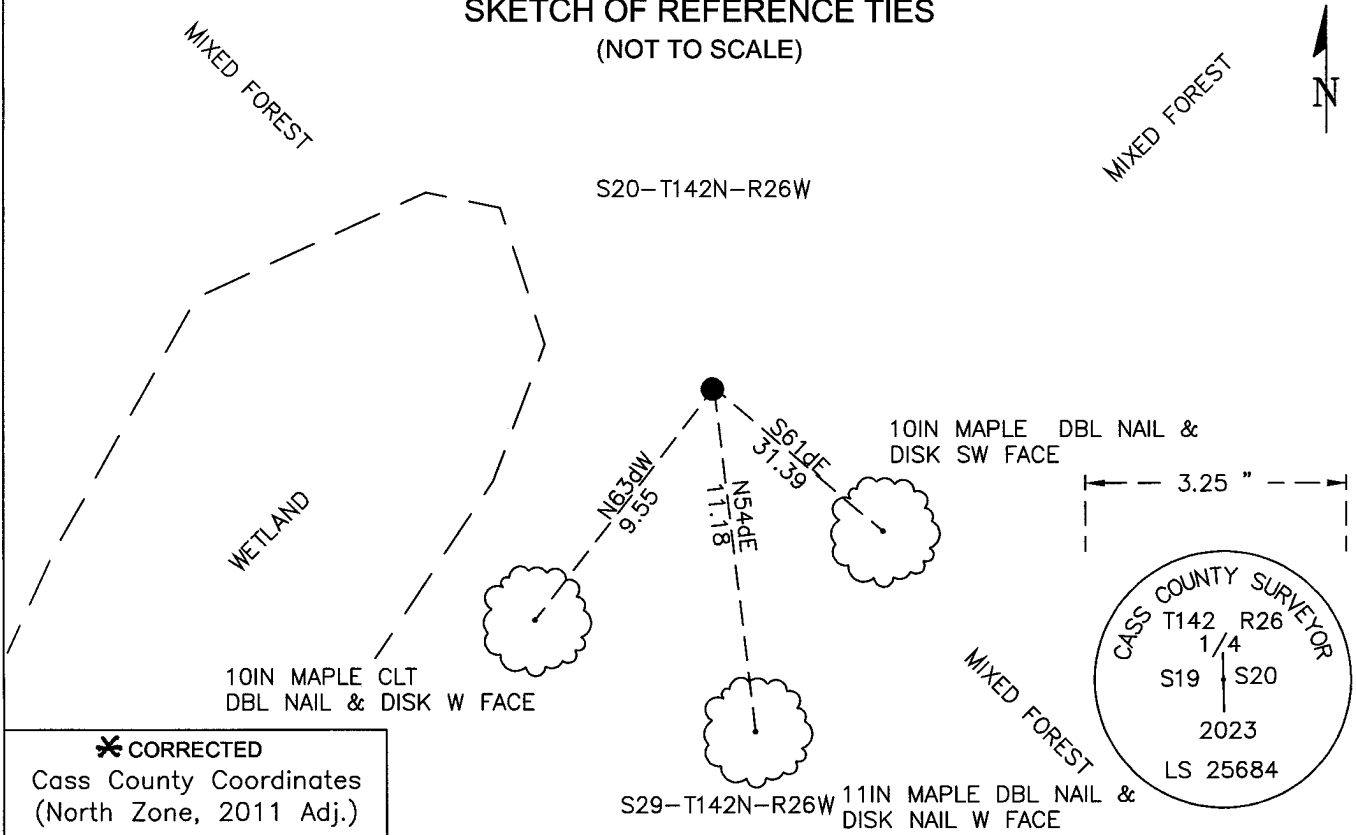 SKETCH OF REFERENCE TIES
(NOT TO SCALE)
MIXED FOREST
MIXED FOREST
N
S20-T142N-R26W
S61dE
31.39
10IN MAPLE DBL NAIL &
DISK SW FACE
N63dW
9.55
N54dE
11.18
3.25 "
WETLAND
CASS COUNTY SURVEYOR
T142 R26
1/4
S19 S20
2023
LS 25684
10IN MAPLE CLT
DBL NAIL & DISK W FACE
MIXED FOREST
CORRECTED
Cass County Coordinates
(North Zone, 2011 Adj.)
S29-T142N-R26W
11IN MAPLE DBL NAIL &
DISK NAIL W FACE